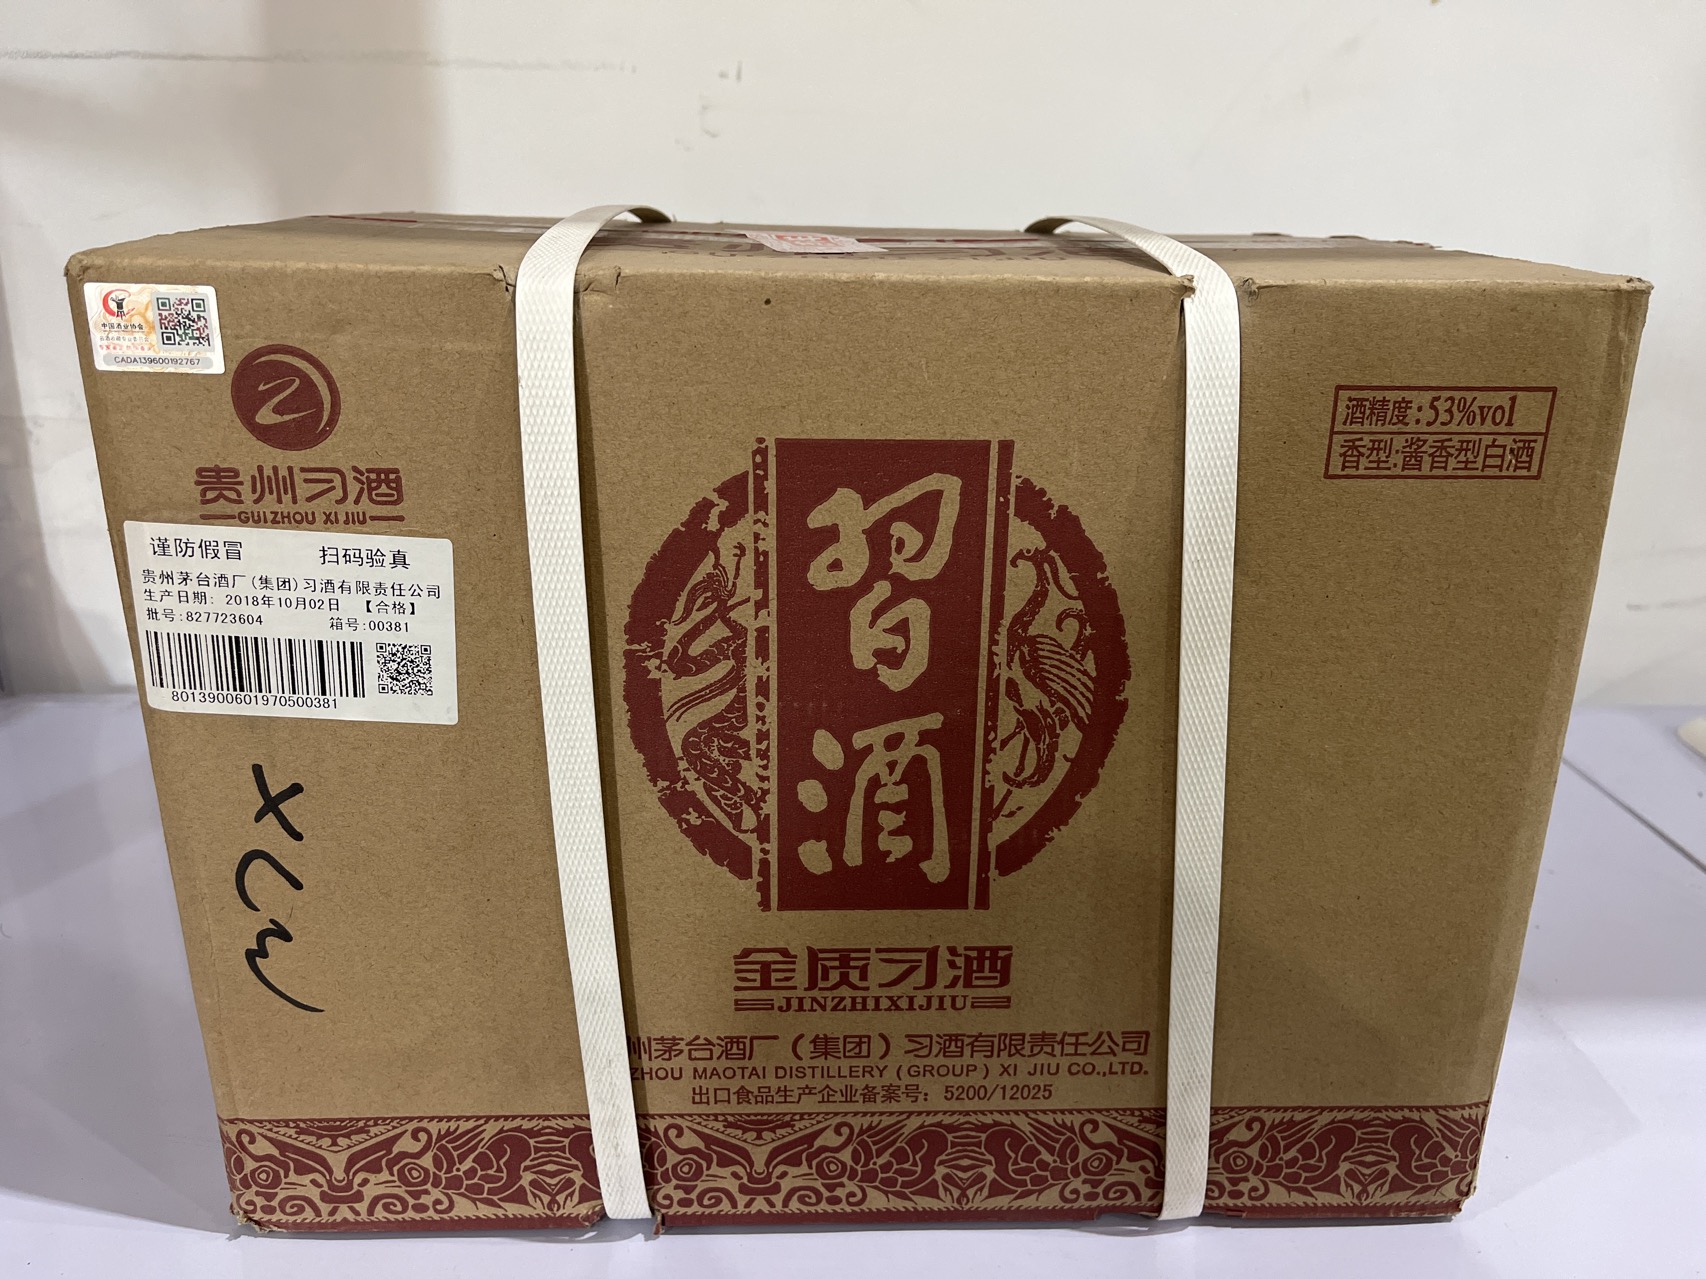 中国酒业协会
CADA139600192767
贵州习酒
GUIZHOU XI JIU
谨防假冒 扫码验真
贵州茅台酒厂(集团)习酒有限责任公司
生产日期: 2018年10月02日 【合格】
批号:827723604 箱号:00381
8013900601970500381
XCW
酒精度:53%vol
香型:酱香型白酒
習酒
金质习酒
JINZHIXIJIU
州茅台酒厂（集团）习酒有限责任公司
ZHOU MAOTAI DISTILLERY (GROUP) XI JIU CO.,LTD.
出口食品生产企业备案号：5200/12025